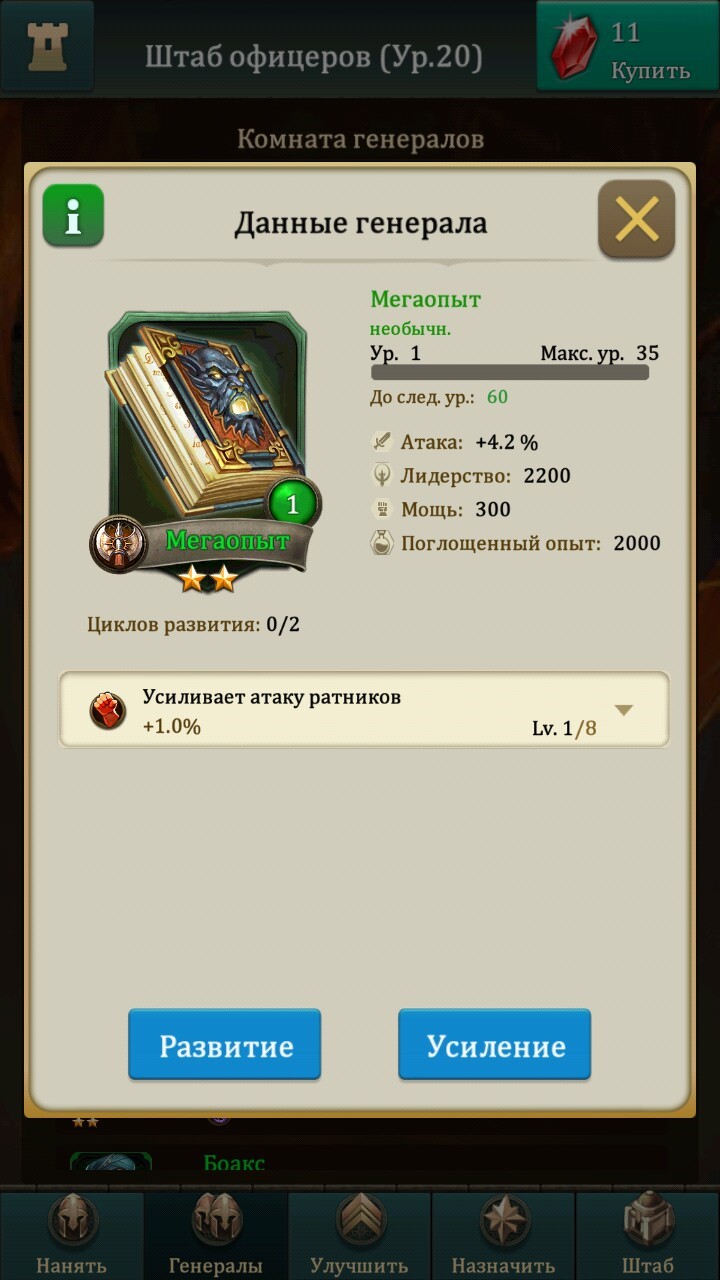 Штаб офицеров (Ур.20)
11
Купить
Комната генералов
i
Данные генерала
Мегаопыт
необычн.
Ур. 1 Макс. ур. 35
До след. ур.: 60
Атака: +4.2 %
Лидерство: 2200
Мощь: 300
Поглощенный опыт: 2000
1
Мегаопыт
Циклов развития: 0/2
Усиливает атаку ратников
+1.0%
Lv. 1/8
Развитие Усиление
Боакс
Нанять Генералы Улучшить Назначить Штаб